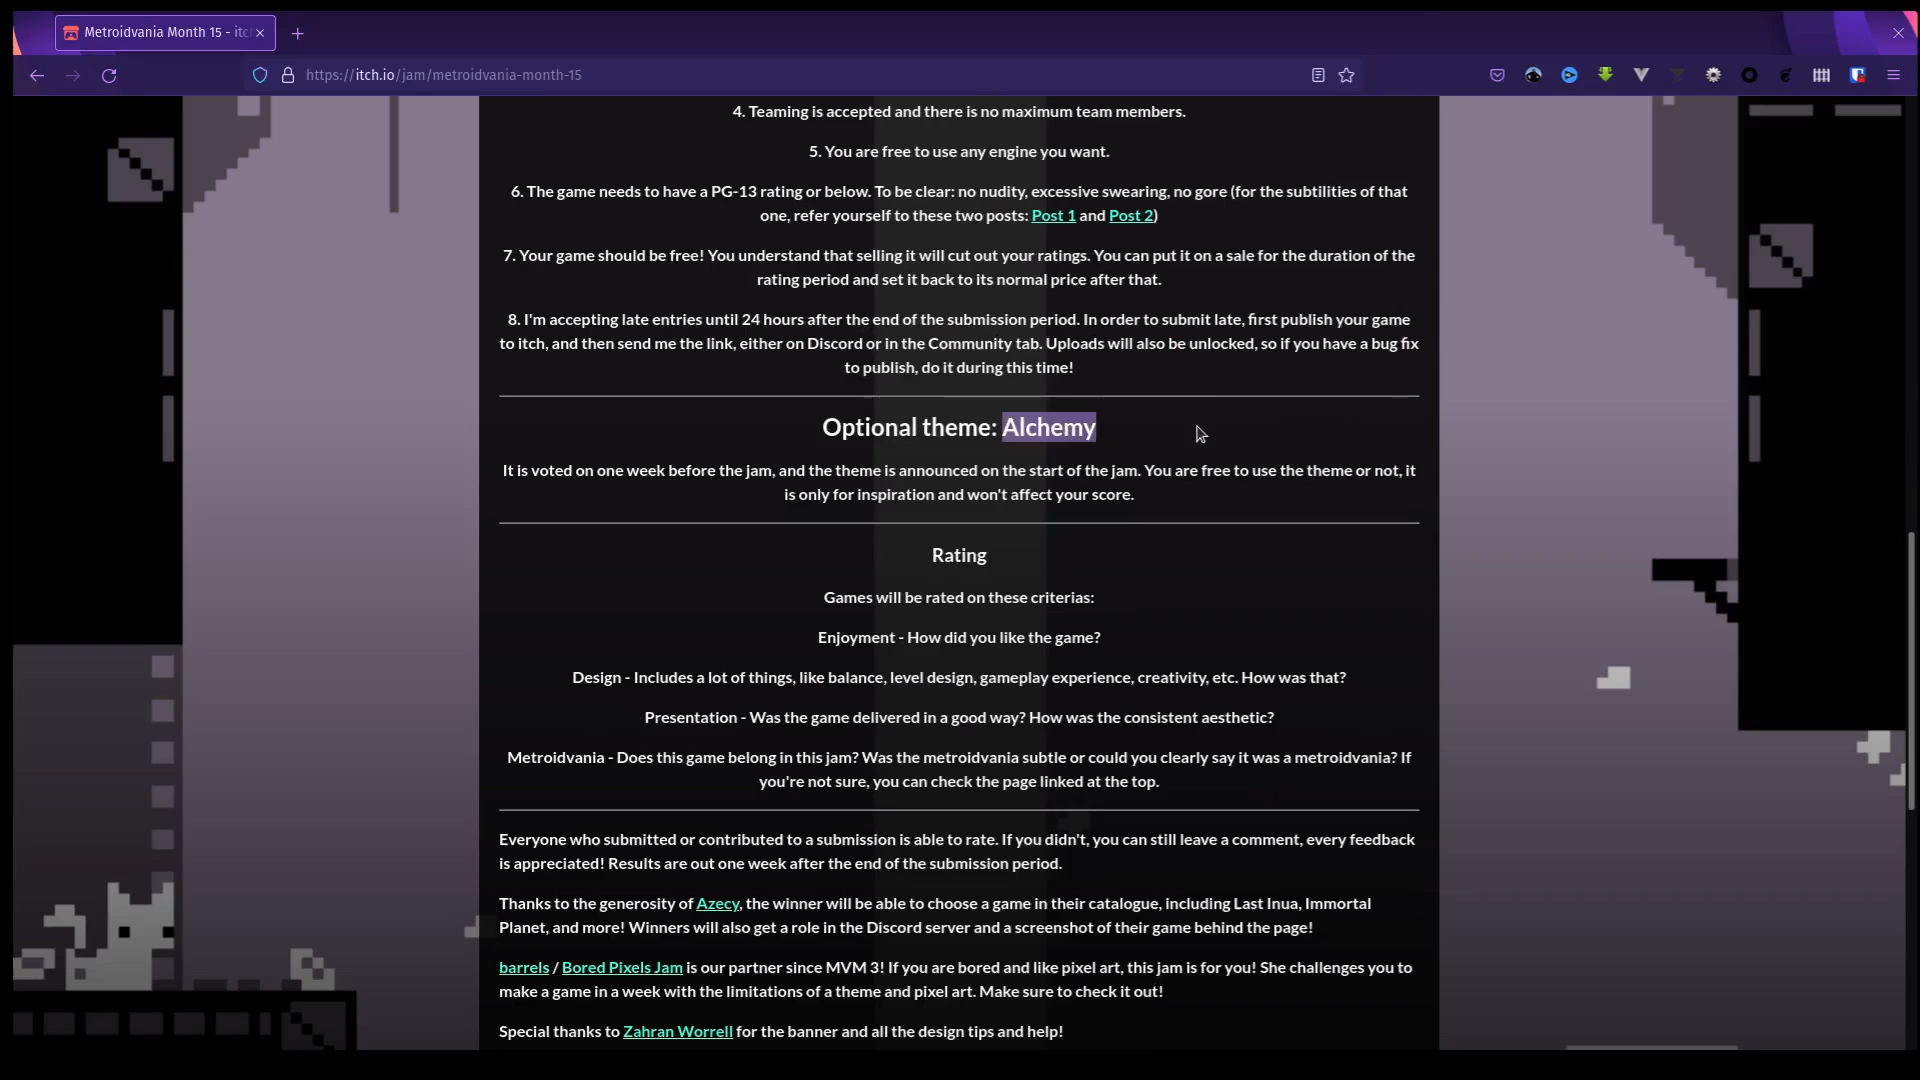 Metroidvania Month 15 - itc
https://itch.io/jam/metroidvania-month-15
4. Teaming is accepted and there is no maximum team members.
5. You are free to use any engine you want.
6. The game needs to have a PG-13 rating or below. To be clear: no nudity, excessive swearing, no gore (for the subtilities of that
one, refer yourself to these two posts: Post 1 and Post 2)
7. Your game should be free! You understand that selling it will cut out your ratings. You can put it on a sale for the duration of the
rating period and set it back to its normal price after that.
8. I'm accepting late entries until 24 hours after the end of the submission period. In order to submit late, first publish your game
to itch, and then send me the link, either on Discord or in the Community tab. Uploads will also be unlocked, so if you have a bug fix
to publish, do it during this time!
Optional theme: Alchemy
It is voted on one week before the jam, and the theme is announced on the start of the jam. You are free to use the theme or not, it
is only for inspiration and won't affect your score.
Rating
Games will be rated on these criterias:
Enjoyment - How did you like the game?
Design - Includes a lot of things, like balance, level design, gameplay experience, creativity, etc. How was that?
Presentation - Was the game delivered in a good way? How was the consistent aesthetic?
Metroidvania - Does this game belong in this jam? Was the metroidvania subtle or could you clearly say it was a metroidvania? If
you're not sure, you can check the page linked at the top.
Everyone who submitted or contributed to a submission is able to rate. If you didn't, you can still leave a comment, every feedback
is appreciated! Results are out one week after the end of the submission period.
Thanks to the generosity of Azecy, the winner will be able to choose a game in their catalogue, including Last Inua, Immortal
Planet, and more! Winners will also get a role in the Discord server and a screenshot of their game behind the page!
barrels / Bored Pixels Jam is our partner since MVM 3! If you are bored and like pixel art, this jam is for you! She challenges you to
make a game in a week with the limitations of a theme and pixel art. Make sure to check it out!
Special thanks to Zahran Worrell for the banner and all the design tips and help!